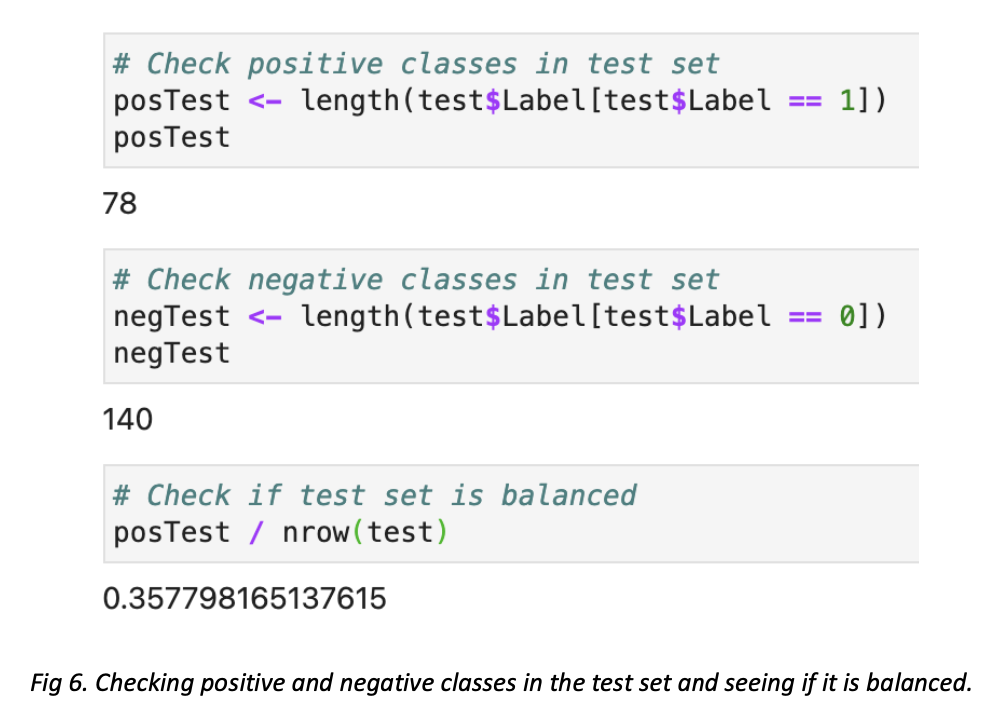 # Check positive classes in test set
posTest <- length(test$Label[test$Label == 1])
posTest
78
# Check negative classes in test set
negTest <- length(test$Label[test$Label == 0])
negTest
140
# Check if test set is balanced
posTest / nrow(test)
0.357798165137615
Fig 6. Checking positive and negative classes in the test set and seeing if it is balanced.